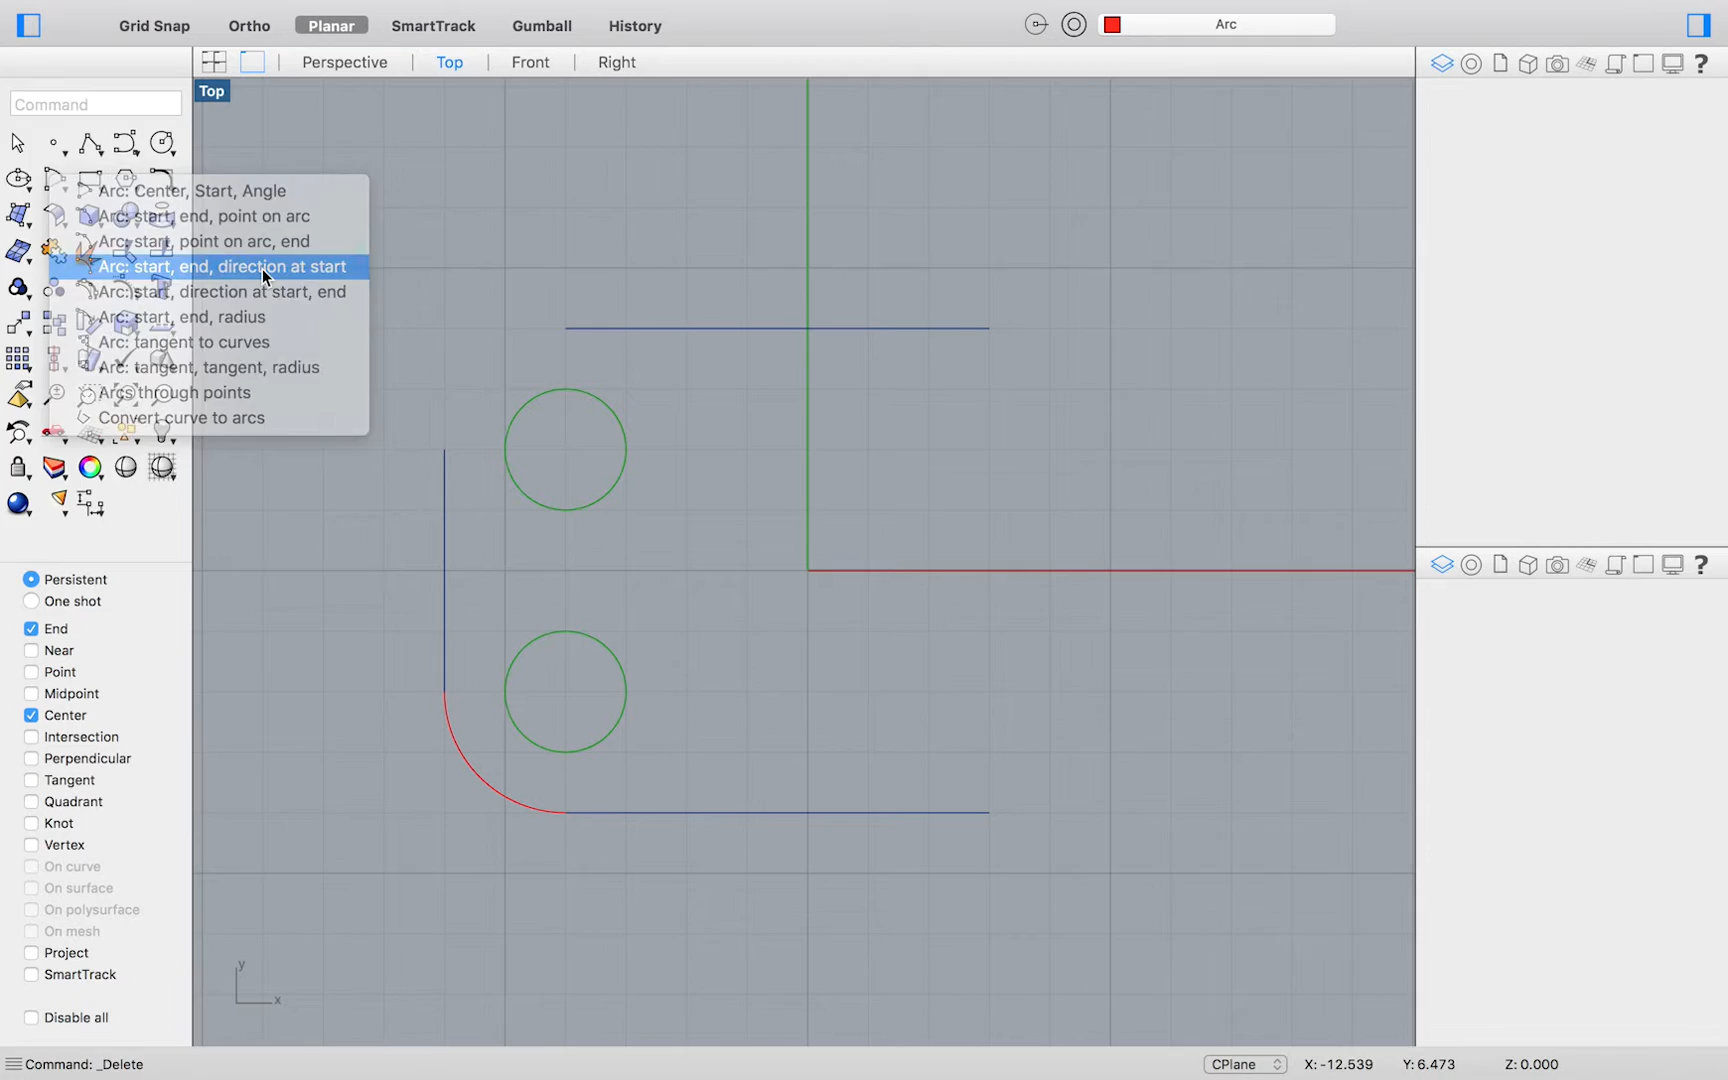 Grid Snap Ortho Planar SmartTrack Gumball History Arc
Perspective Top Front Right
Top
Command
Arc: Center, Start, Angle
Arc: start, end, point on arc
Arc: start, point on arc, end
Arc: start, end, direction at start
Arc: start, direction at start, end
Arc: start, end, radius
Arc: tangent to curves
Arc: tangent, tangent, radius
Arcs through points
Convert curve to arcs
Persistent
One shot
End
Near
Point
Midpoint
Center
Intersection
Perpendicular
Tangent
Quadrant
Knot
Vertex
On curve
On surface
On polysurface
On mesh
Project
SmartTrack
Disable all
y
x
Command: _Delete CPlane X: -12.539 Y: 6.473 Z: 0.000